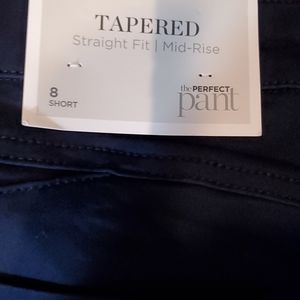 TAPERED
Straight Fit | Mid-Rise
8
SHORT
the PERFECT
pant